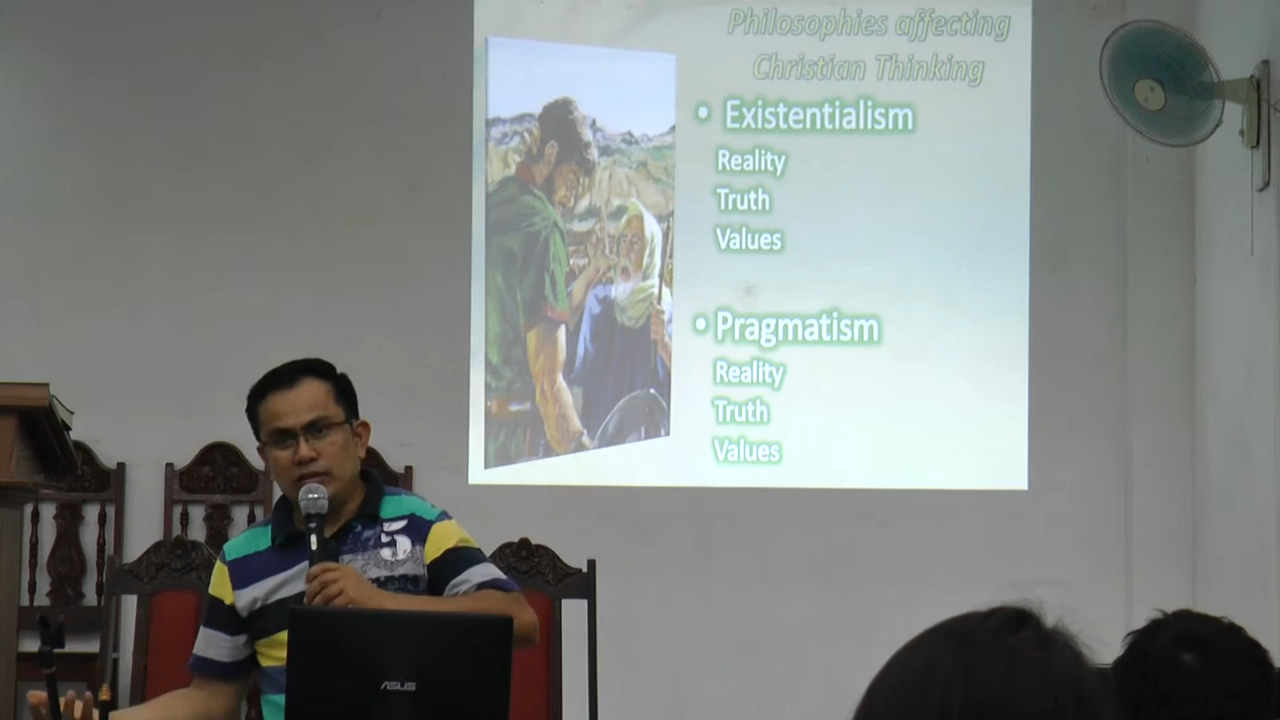 Philosophies affecting
Christian Thinking
• Existentialism
Reality
Truth
Values
• Pragmatism
Reality
Truth
Values
5
ASUS